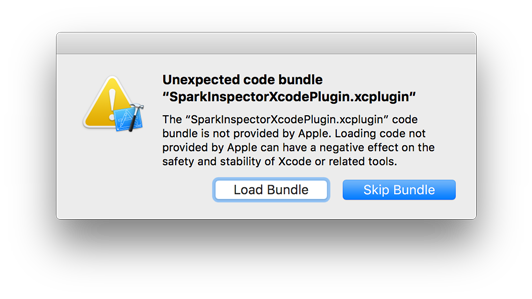 Unexpected code bundle
“SparkInspectorXcodePlugin.xcplugin”
The “SparkInspectorXcodePlugin.xcplugin” code
bundle is not provided by Apple. Loading code not
provided by Apple can have a negative effect on the
safety and stability of Xcode or related tools.
Load Bundle
Skip Bundle